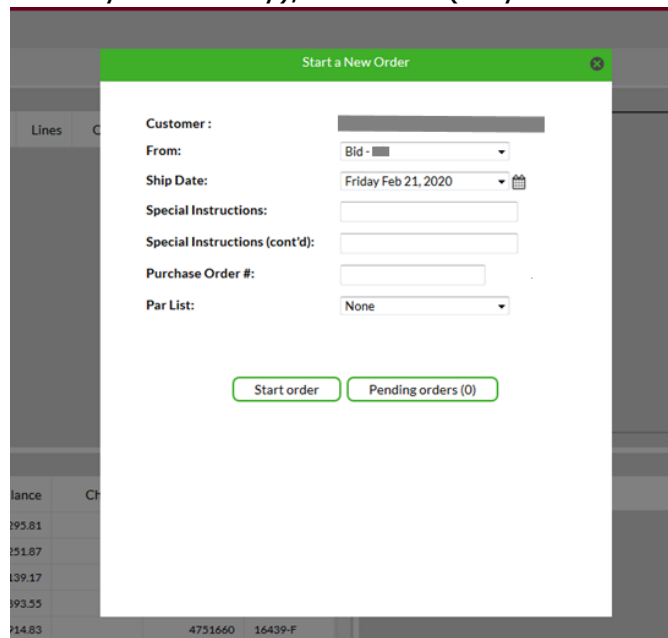 Start a New Order
Lines
Customer :
From:
Bid -
Ship Date:
Friday Feb 21, 2020
Special Instructions:
Special Instructions (cont'd):
Purchase Order #:
Par List:
None
Start order
Pending orders (0)
lance
Ch
295.81
251.87
139.17
393.55
914.83
4751660
16439-F